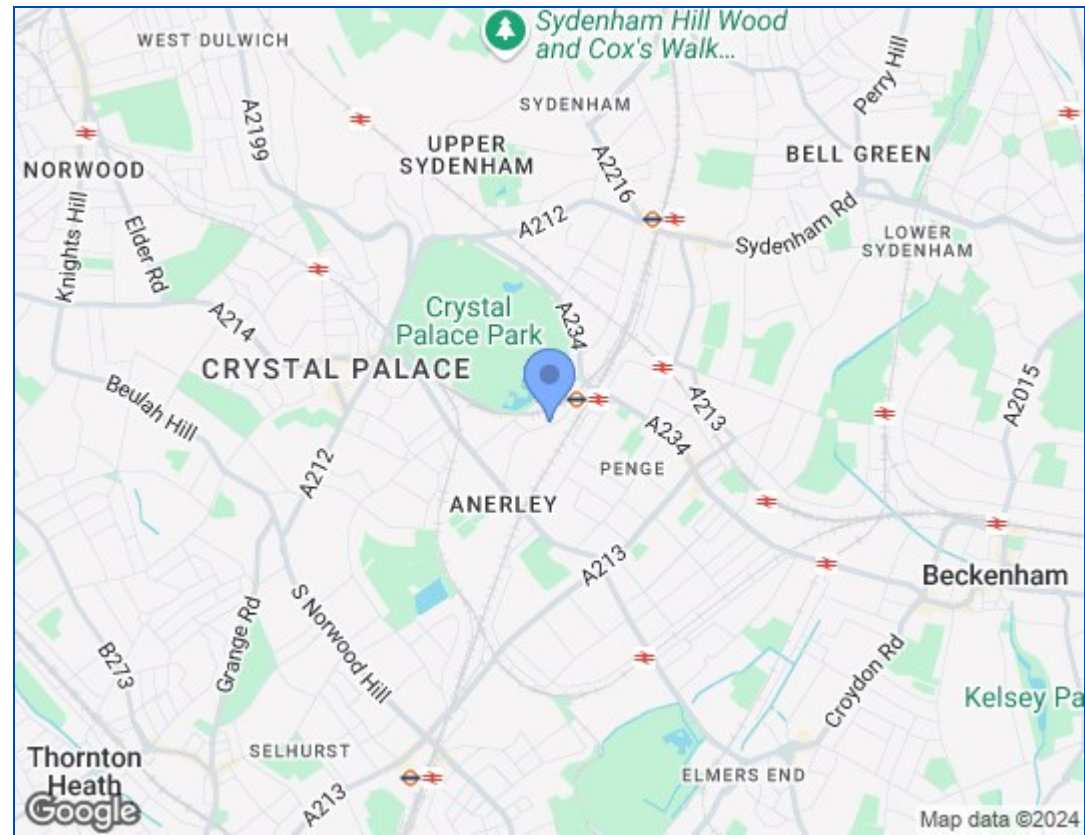 Sydenham Hill Wood
and Cox's Walk...
WEST DULWICH
SYDENHAM
Perry Hill
A2199
UPPER
SYDENHAM
A2216
BELL GREEN
NORWOOD
Knights Hill
Elder Rd
A212
Sydenham Rd
LOWER
SYDENHAM
A214
Crystal
Palace Park
A234
CRYSTAL PALACE
Beulah Hill
A213
A2015
A212
A234
PENGE
ANERLEY
A213
Beckenham
S Norwood Hill
Grange Rd
B273
Croydon Rd
Kelsey Pa
SELHURST
Thornton
Heath
ELMERS END
A213
Google
Map data ©2024